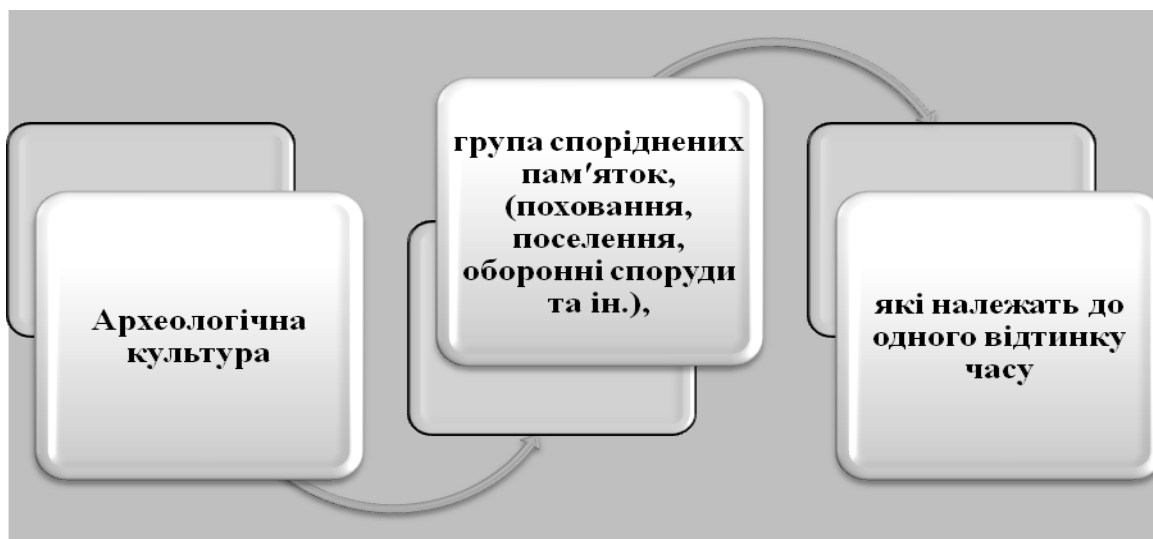 Археологічна
культура
група споріднених
пам'яток,
(поховання,
поселення,
оборонні споруди
та ін.),
які належать до
одного відтинку
часу